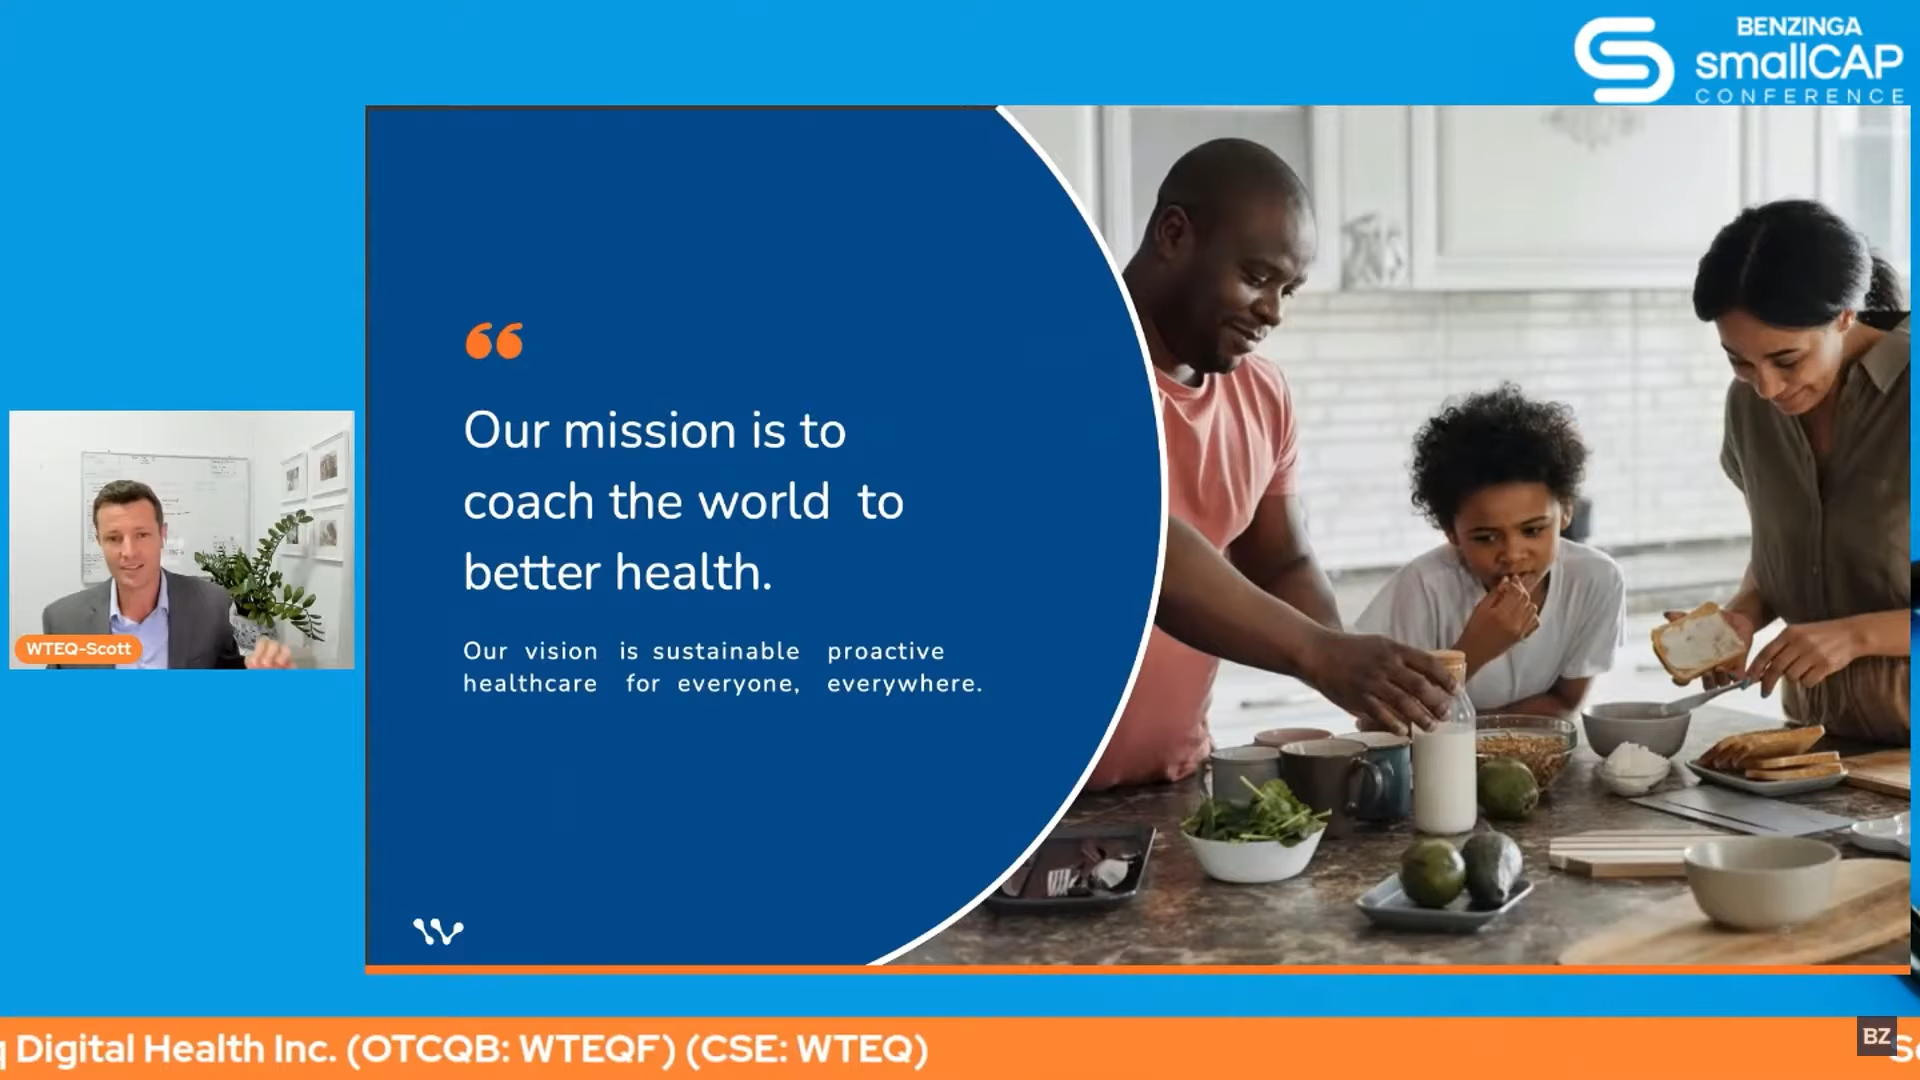 BENZINGA
smallCAP
CONFERENCE
Our mission is to
coach the world to
better health.
Our vision is sustainable proactive
healthcare for everyone, everywhere.
WTEQ-Scott
Digital Health Inc. (OTCQB: WTEQF) (CSE: WTEQ)
BZ